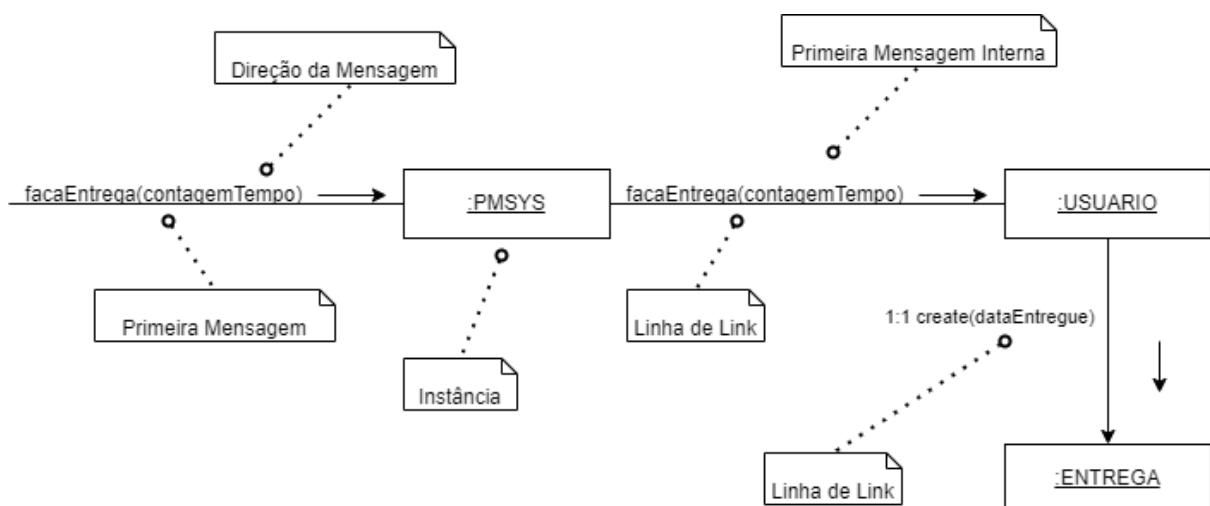 Primeira Mensagem Interna
Direção da Mensagem
facaEntrega(contagemTempo)
:PMSYS
facaEntrega(contagemTempo)
:USUARIO
Primeira Mensagem
Linha de Link
1:1 create(dataEntregue)
Instância
Linha de Link
:ENTREGA